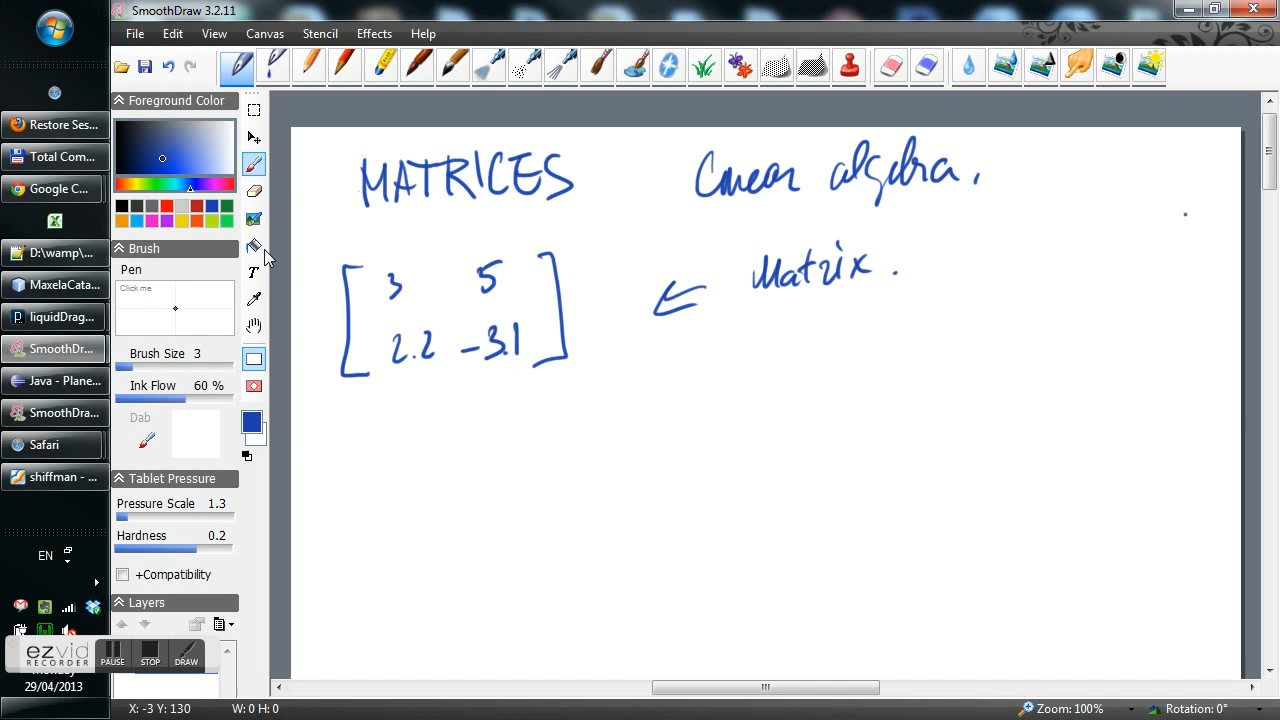 SmoothDraw 3.2.11
File Edit View Canvas Stencil Effects Help
Restore Ses...
Total Com...
Google C...
D:\wamp\...
MaxelaCata...
liquidDrag...
SmoothDr...
Java - Plane...
SmoothDra...
Safari
shiffman - ...
EN
Monday
29/04/2013
Foreground Color
Brush
Pen
Click me
Brush Size 3
Ink Flow 60 %
Dab
Tablet Pressure
Pressure Scale 1.3
Hardness 0.2
+Compatibility
Layers
ezvid
RECORDER
PAUSE STOP DRAW
MATRICES Linear algebra.
3 5
2.2 -3.1
Matrix.
X: -3 Y: 130 W: 0 H: 0 Zoom: 100% Rotation: 0°